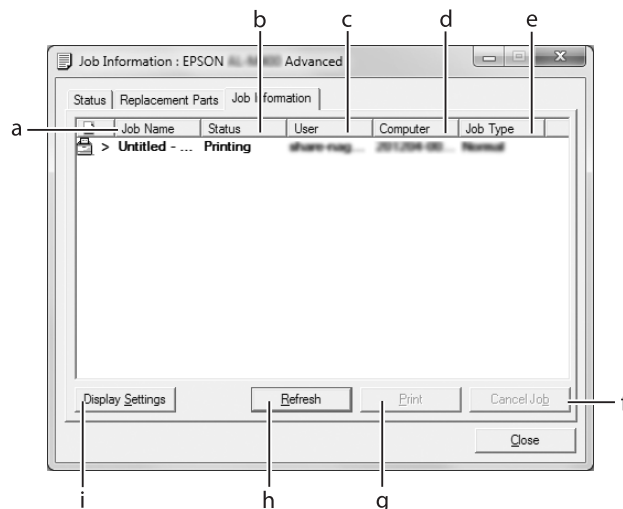 b c d e
Job Information : EPSON Advanced
Status Replacement Parts Job Information
a Job Name Status User Computer Job Type
> Untitled - ... Printing
Display Settings Refresh Print Cancel Job
f
Close
i h g